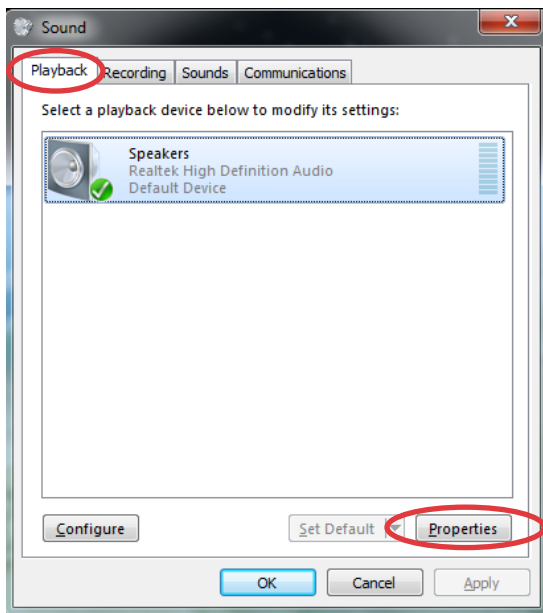 Sound
Playback Recording Sounds Communications
Select a playback device below to modify its settings:
Speakers
Realtek High Definition Audio
Default Device
Configure Set Default Properties
OK Cancel Apply